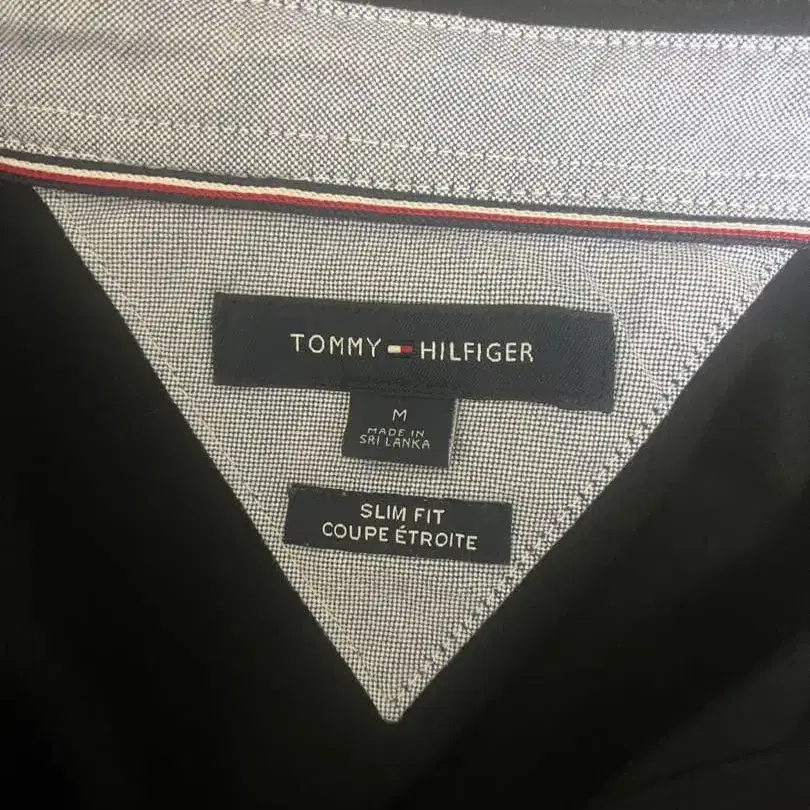 TOMMY HILFIGER
M
MADE IN
SRI LANKA
SLIM FIT
COUPE ÉTROITE